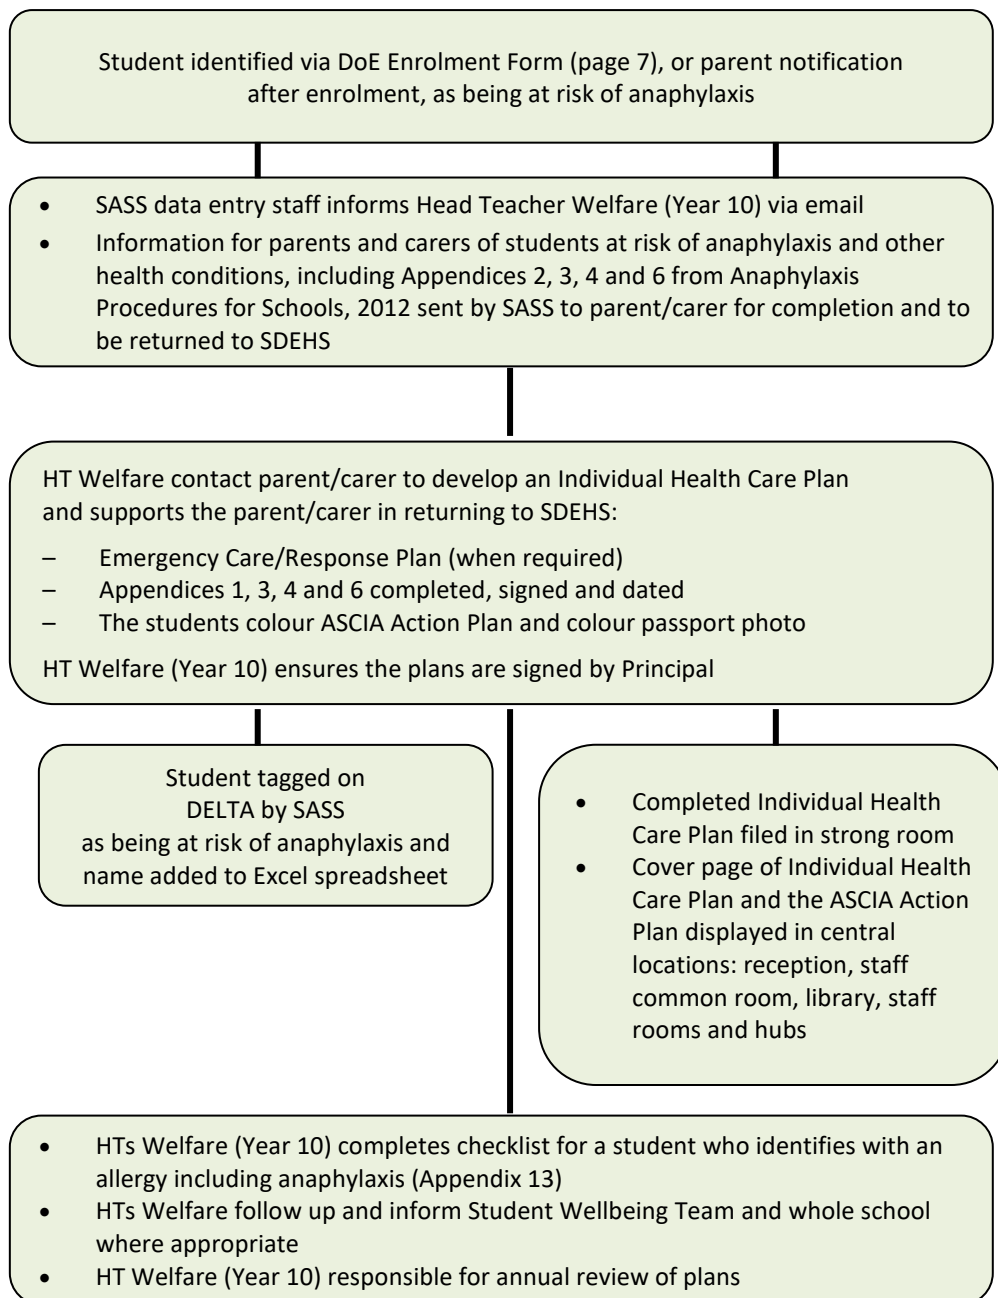 Student identified via DoE Enrolment Form (page 7), or parent notification
after enrolment, as being at risk of anaphylaxis
• SASS data entry staff informs Head Teacher Welfare (Year 10) via email
• Information for parents and carers of students at risk of anaphylaxis and other
health conditions, including Appendices 2, 3, 4 and 6 from Anaphylaxis
Procedures for Schools, 2012 sent by SASS to parent/carer for completion and to
be returned to SDEHS
HT Welfare contact parent/carer to develop an Individual Health Care Plan
and supports the parent/carer in returning to SDEHS:
– Emergency Care/Response Plan (when required)
– Appendices 1, 3, 4 and 6 completed, signed and dated
– The students colour ASCIA Action Plan and colour passport photo
HT Welfare (Year 10) ensures the plans are signed by Principal
Student tagged on
DELTA by SASS
as being at risk of anaphylaxis and
name added to Excel spreadsheet
• Completed Individual Health
Care Plan filed in strong room
• Cover page of Individual Health
Care Plan and the ASCIA Action
Plan displayed in central
locations: reception, staff
common room, library, staff
rooms and hubs
• HTs Welfare (Year 10) completes checklist for a student who identifies with an
allergy including anaphylaxis (Appendix 13)
• HTs Welfare follow up and inform Student Wellbeing Team and whole school
where appropriate
• HT Welfare (Year 10) responsible for annual review of plans